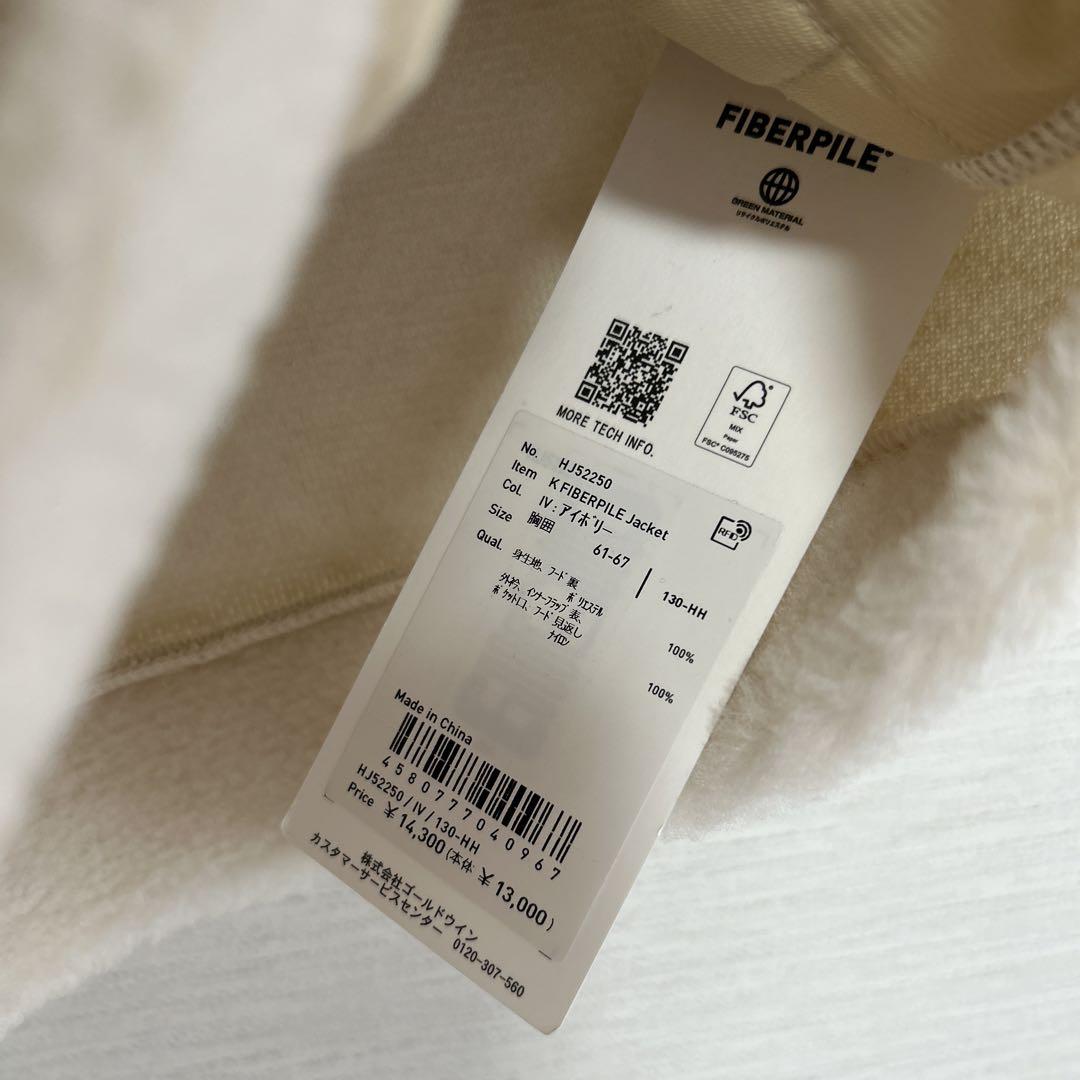 FIBERPILE®
GREEN MATERIAL
リサイクルポリエステル
MORE TECH INFO.
FSC
MIX
Paper
FSC® C095275
No. HJ52250
Item K FIBERPILE Jacket
Col. IV : アイボリー
RFID
Size 胸囲 61-67 130-HH
Qual. 身生地、フード裏
ポリエステル 100%
外衿、インナーフラップ表、
ポケット口、フード見返し
ナイロン 100%
Made in China
4580777040967
HJ52250 / IV / 130-HH
Price ¥14,300 (本体 ¥13,000)
株式会社ゴールドウイン
カスタマーサービスセンター 0120-307-560